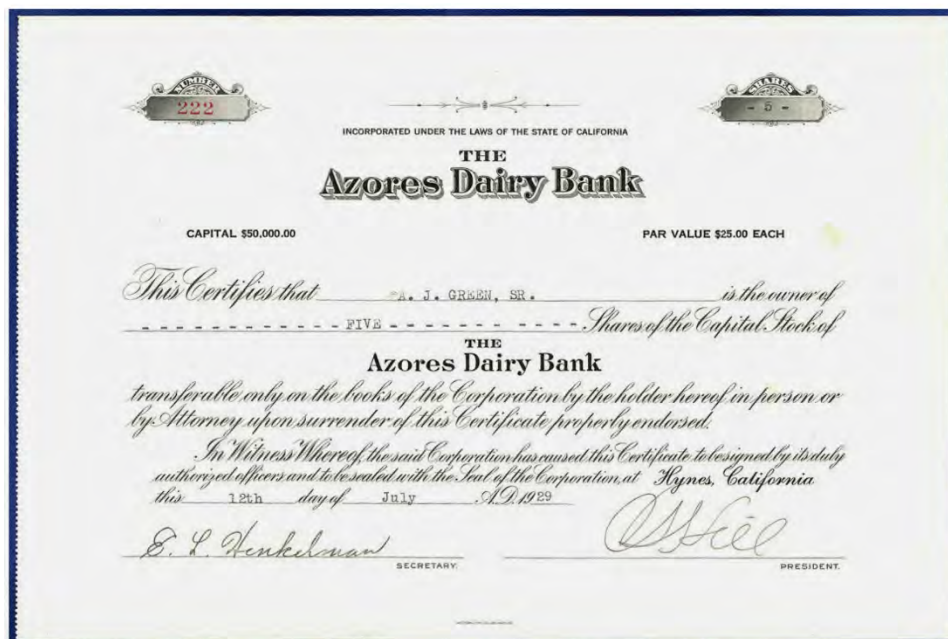 NUMBER
222
SHARES
- 5 -
INCORPORATED UNDER THE LAWS OF THE STATE OF CALIFORNIA
THE
Azores Dairy Bank
CAPITAL $50,000.00
PAR VALUE $25.00 EACH
This Certifies that A. J. GREEN, SR. is the owner of
- - - - - - - - - - - - - FIVE - - - - - - - - - - - - Shares of the Capital Stock of
THE
Azores Dairy Bank
transferable only on the books of the Corporation by the holder hereof in person or
by Attorney upon surrender of this Certificate properly endorsed.
In Witness Whereof, the said Corporation has caused this Certificate to be signed by its duly
authorized officers and to be sealed with the Seal of the Corporation, at Hynes, California
this 12th day of July A.D. 1929
E. L. Henkelman
SECRETARY.
PRESIDENT.